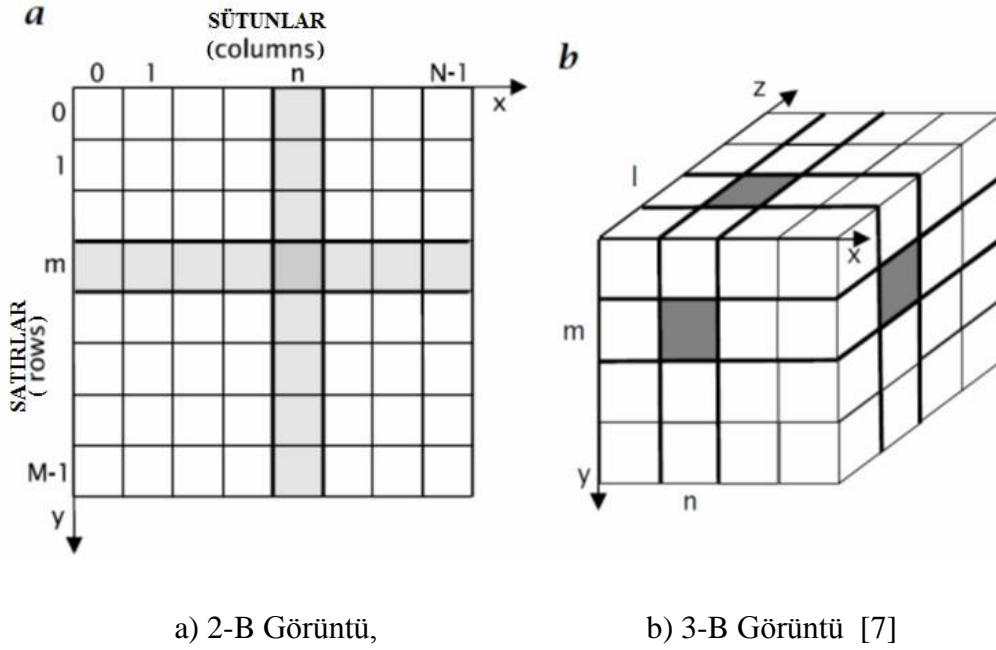 a
SÜTUNLAR
(columns)
0 1 n N-1
x
0
1
m
M-1
y
SATIRLAR
( rows)
b
z
l
x
m
y
n
a) 2-B Görüntü, b) 3-B Görüntü [7]